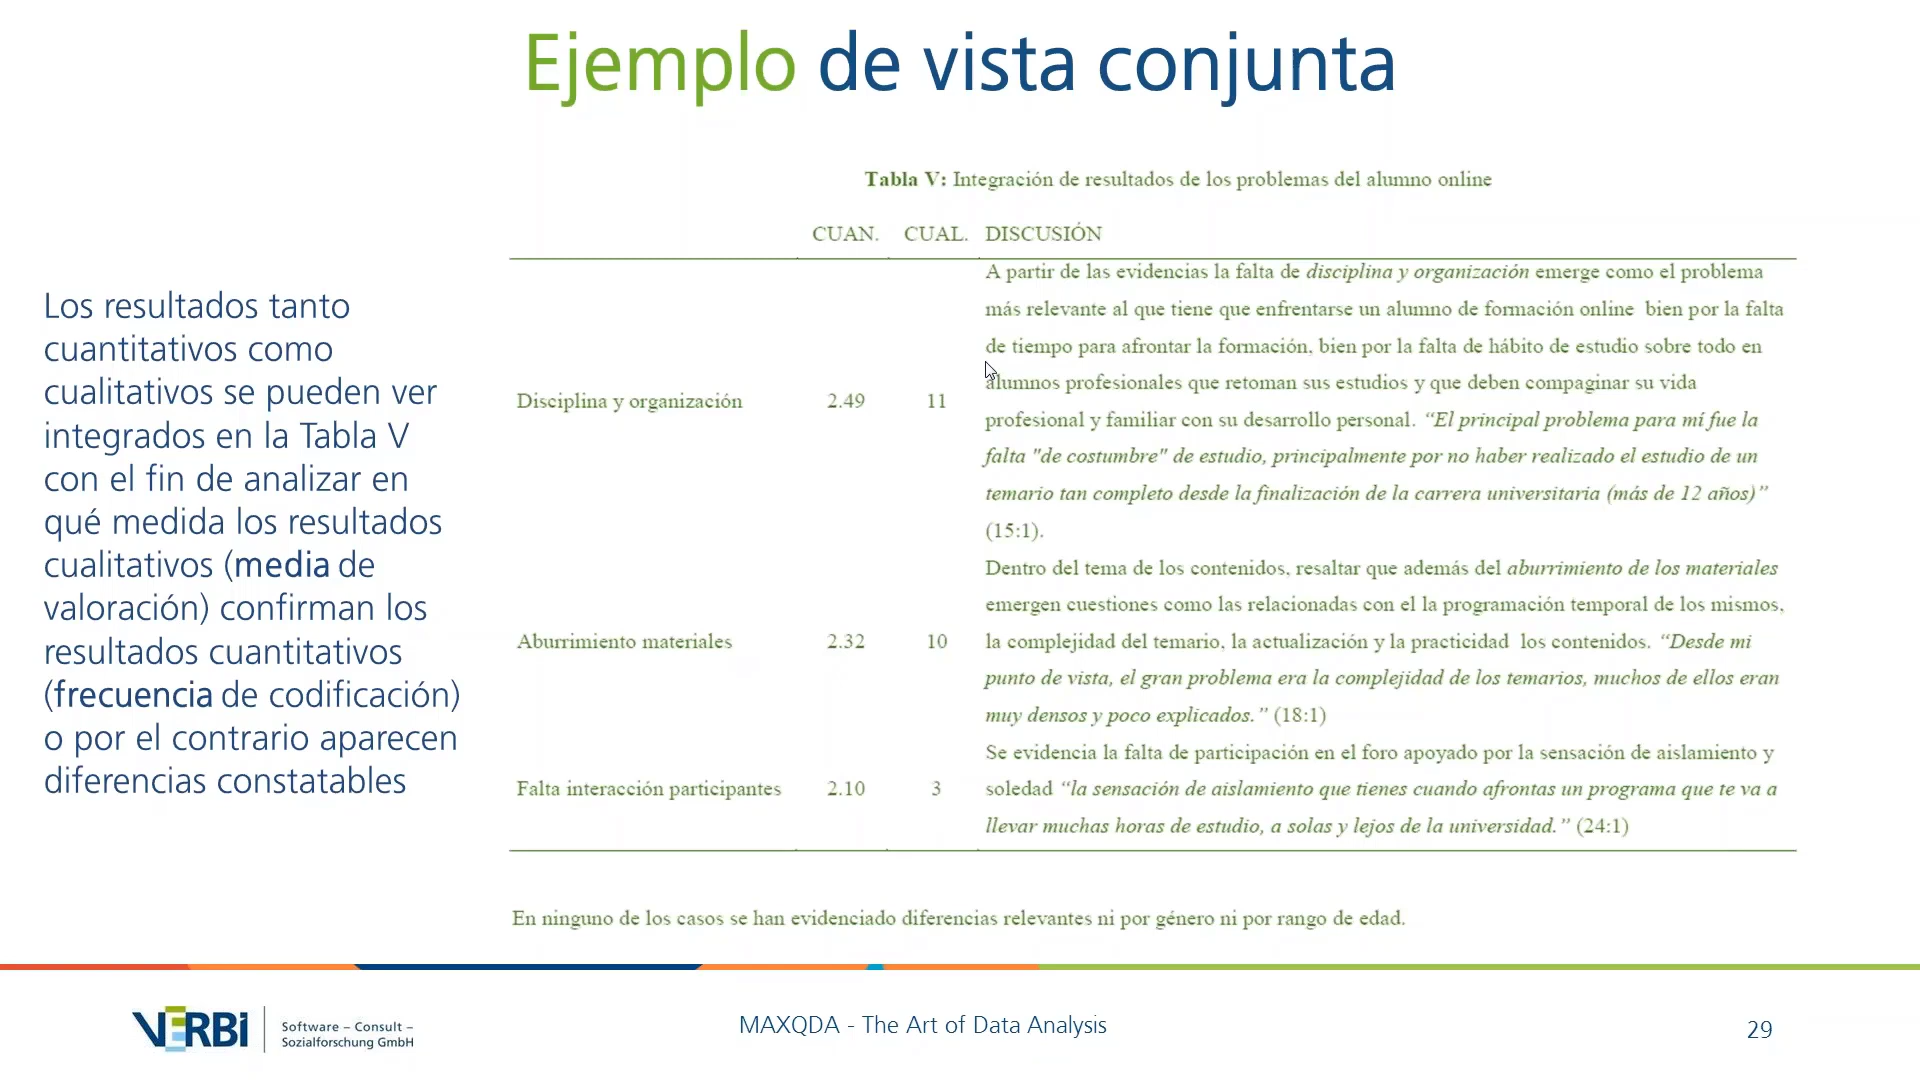 Ejemplo de vista conjunta
Los resultados tanto
cuantitativos como
cualitativos se pueden ver
integrados en la Tabla V
con el fin de analizar en
qué medida los resultados
cualitativos (media de
valoración) confirman los
resultados cuantitativos
(frecuencia de codificación)
o por el contrario aparecen
diferencias constatables
Tabla V: Integración de resultados de los problemas del alumno online
CUAN. CUAL. DISCUSIÓN
Disciplina y organización 2.49 11
A partir de las evidencias la falta de disciplina y organización emerge como el problema
más relevante al que tiene que enfrentarse un alumno de formación online bien por la falta
de tiempo para afrontar la formación, bien por la falta de hábito de estudio sobre todo en
alumnos profesionales que retoman sus estudios y que deben compaginar su vida
profesional y familiar con su desarrollo personal. “El principal problema para mí fue la
falta "de costumbre" de estudio, principalmente por no haber realizado el estudio de un
temario tan completo desde la finalización de la carrera universitaria (más de 12 años)”
(15:1).
Aburrimiento materiales 2.32 10
Dentro del tema de los contenidos, resaltar que además del aburrimiento de los materiales
emergen cuestiones como las relacionadas con el la programación temporal de los mismos,
la complejidad del temario, la actualización y la practicidad los contenidos. “Desde mi
punto de vista, el gran problema era la complejidad de los temarios, muchos de ellos eran
muy densos y poco explicados.” (18:1)
Falta interacción participantes 2.10 3
Se evidencia la falta de participación en el foro apoyado por la sensación de aislamiento y
soledad “la sensación de aislamiento que tienes cuando afrontas un programa que te va a
llevar muchas horas de estudio, a solas y lejos de la universidad.” (24:1)
En ninguno de los casos se han evidenciado diferencias relevantes ni por género ni por rango de edad.
VERBI
Software – Consult –
Sozialforschung GmbH
MAXQDA - The Art of Data Analysis
29